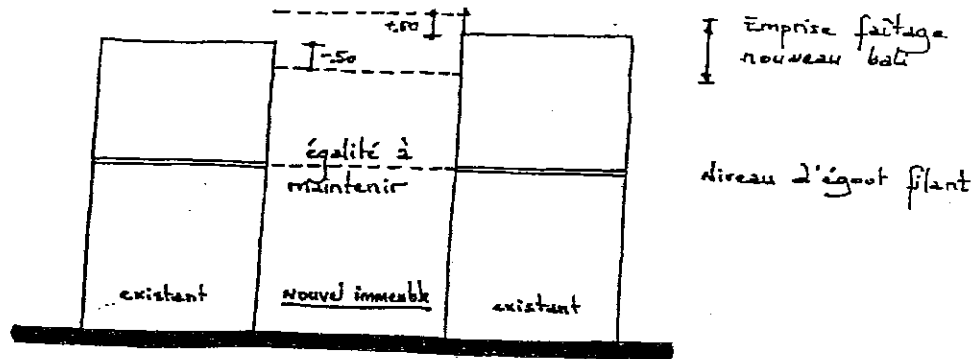 +.50
Emprise faîtage
nouveau bati
-.50
égalité à
maintenir
Niveau d'égout filant
existant
Nouvel immeuble
existant